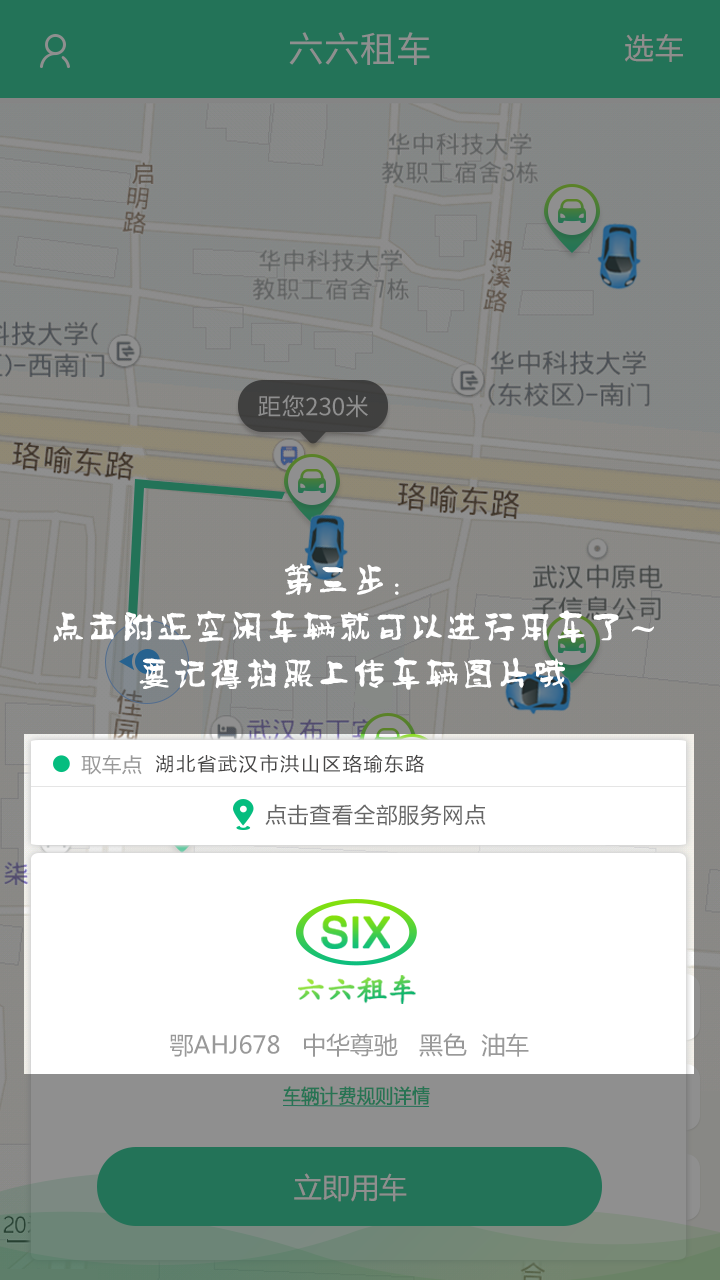 六六租车
选车
华中科技大学
教职工宿舍3栋
启明路
华中科技大学
教职工宿舍7栋
湖溪路
科技大学(
)-西南门
华中科技大学
(东校区)-南门
距您230米
珞喻东路
珞喻东路
武汉中原电
子信息公司
第三步：
点击附近空闲车辆就可以进行用车了～
要记得拍照上传车辆图片哦
佳园
武汉布丁宾
取车点 湖北省武汉市洪山区珞瑜东路
点击查看全部服务网点
柒
SIX
六六租车
鄂AHJ678 中华尊驰 黑色 油车
车辆计费规则详情
立即用车
20
合